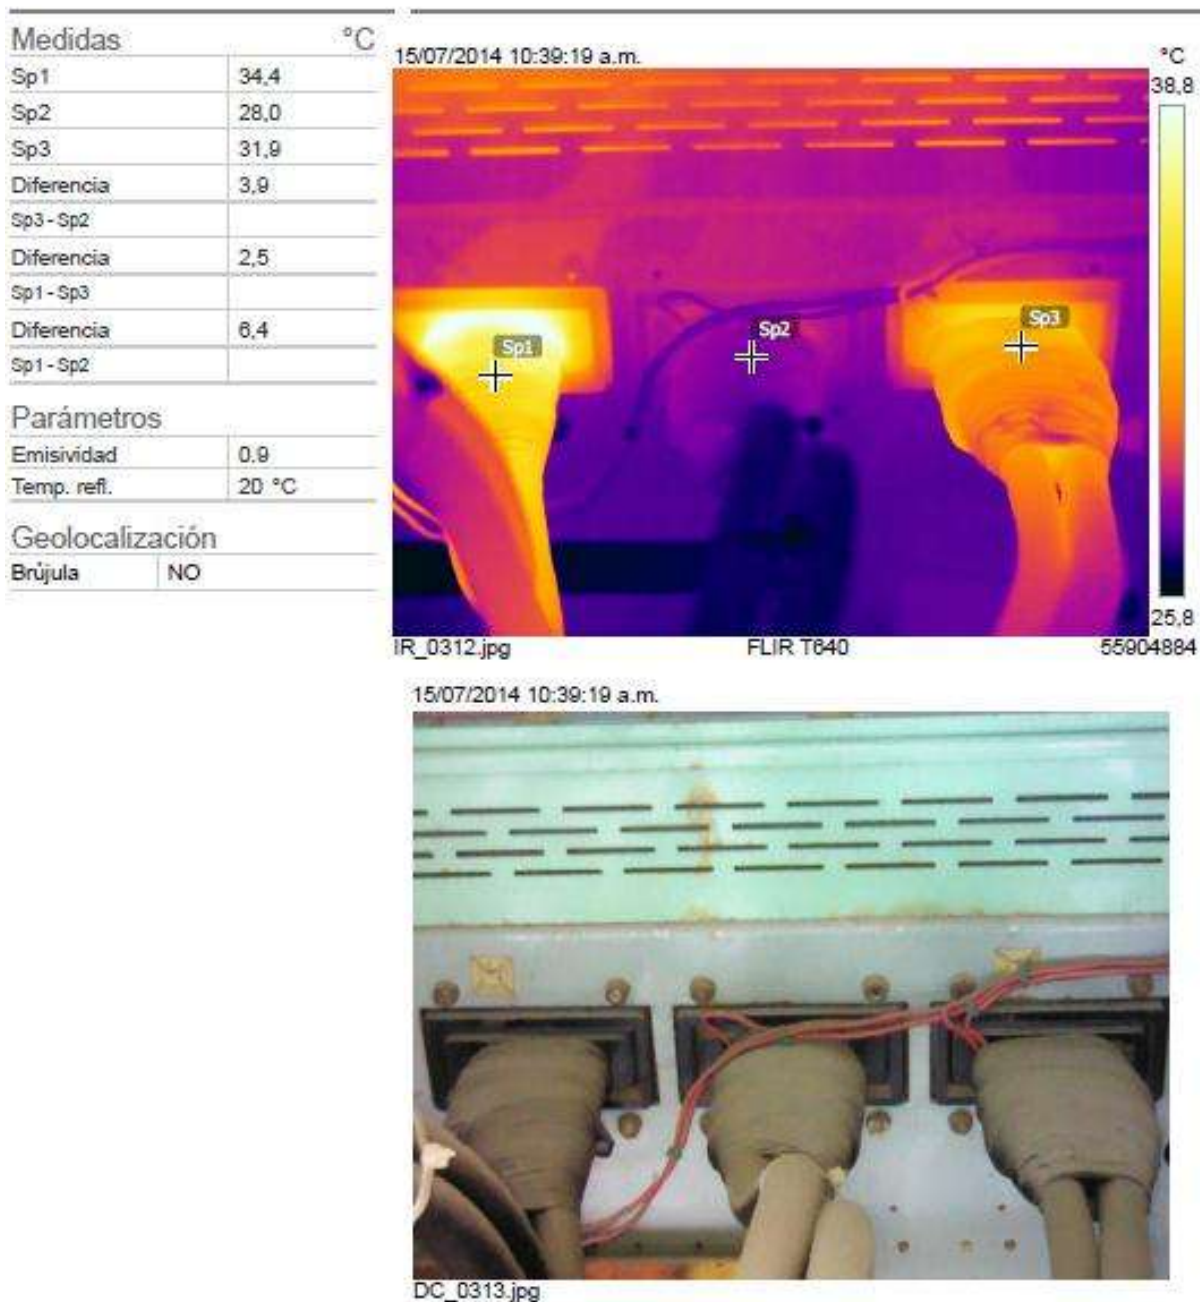 Medidas °C
Sp1 34,4
Sp2 28,0
Sp3 31,9
Diferencia 3,9
Sp3 - Sp2
Diferencia 2,5
Sp1 - Sp3
Diferencia 6,4
Sp1 - Sp2
Parámetros
Emisividad 0.9
Temp. refl. 20 °C
Geolocalización
Brújula NO
15/07/2014 10:39:19 a.m.
°C
38,8
Sp1
Sp2
Sp3
25,8
IR_0312.jpg FLIR T640 55904884
15/07/2014 10:39:19 a.m.
DC_0313.jpg